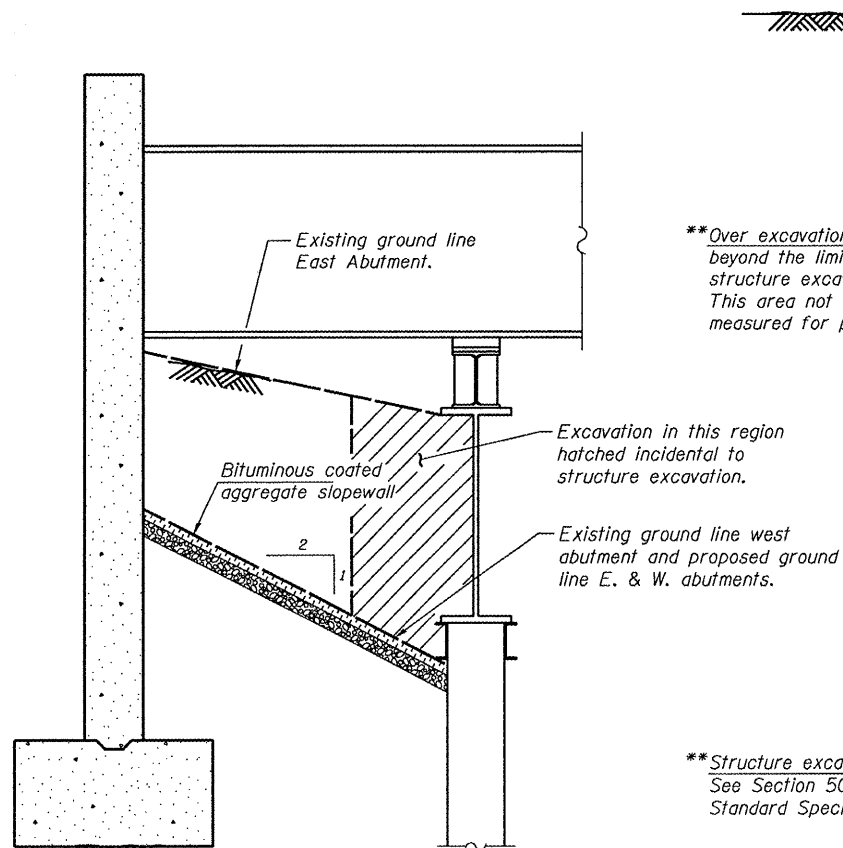 Existing ground line
East Abutment.
** Over excavation
beyond the limi
structure exca
This area not
measured for p
Excavation in this region
hatched incidental to
structure excavation.
Bituminous coated
aggregate slopewall
2
1
Existing ground line west
abutment and proposed ground
line E. & W. abutments.
** Structure exca
See Section 50
Standard Speci